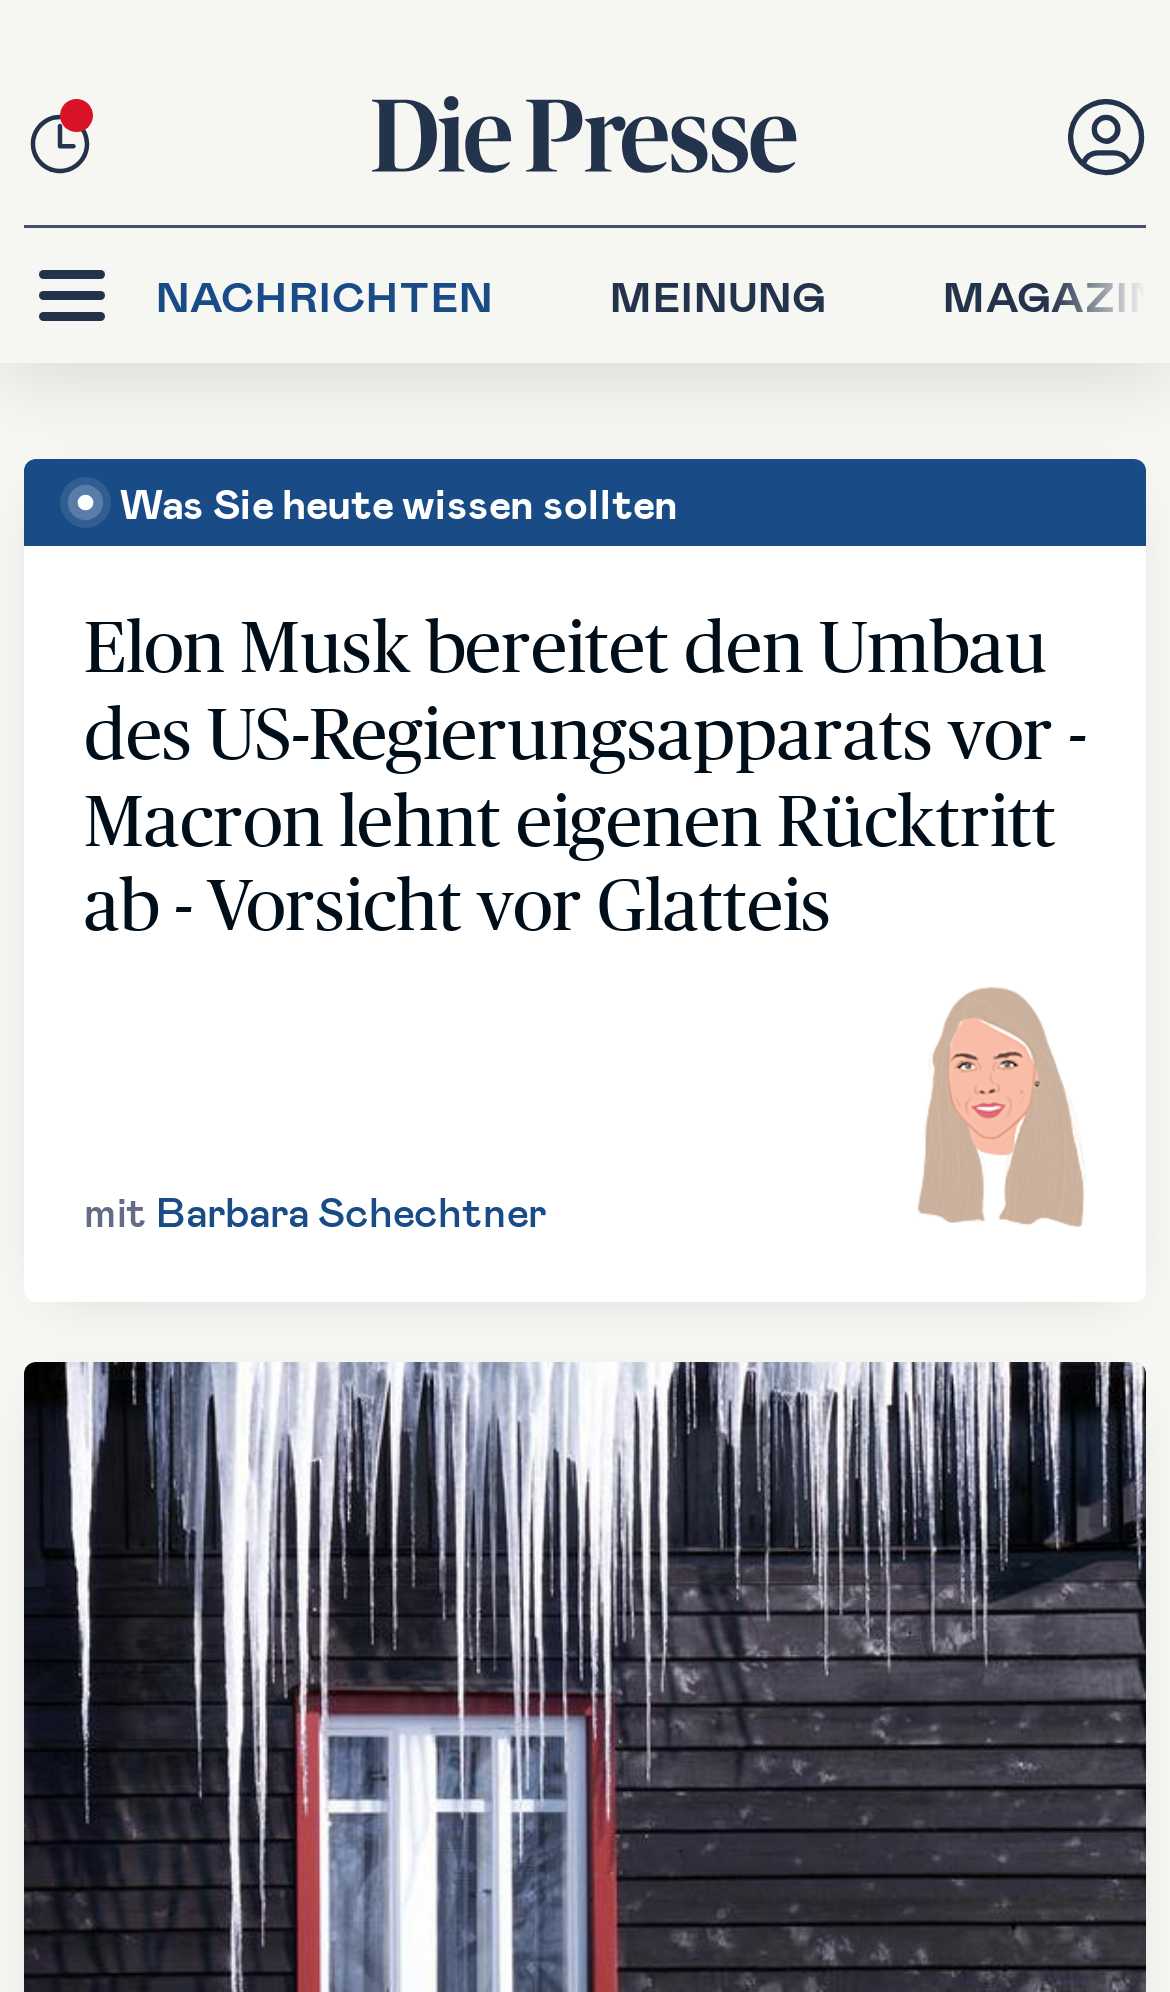 Die Presse
NACHRICHTEN MEINUNG MAGAZIN
Was Sie heute wissen sollten
Elon Musk bereitet den Umbau
des US-Regierungsapparats vor -
Macron lehnt eigenen Rücktritt
ab - Vorsicht vor Glatteis
mit Barbara Schechtner